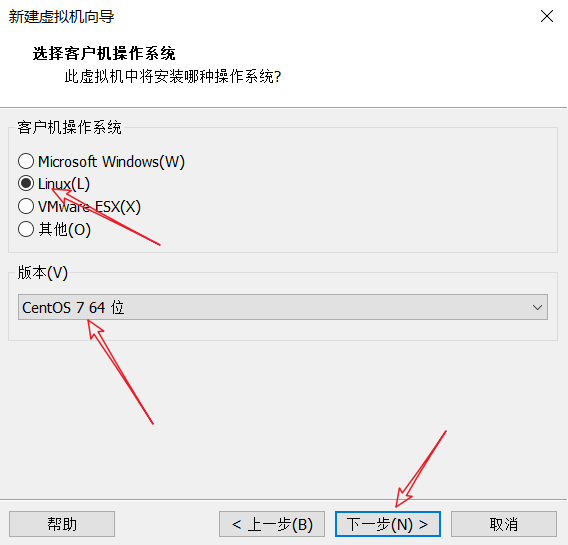 新建虚拟机向导
选择客户机操作系统
此虚拟机中将安装哪种操作系统?
客户机操作系统
Microsoft Windows(W)
Linux(L)
VMware ESX(X)
其他(O)
版本(V)
CentOS 7 64 位
帮助
< 上一步(B)
下一步(N) >
取消